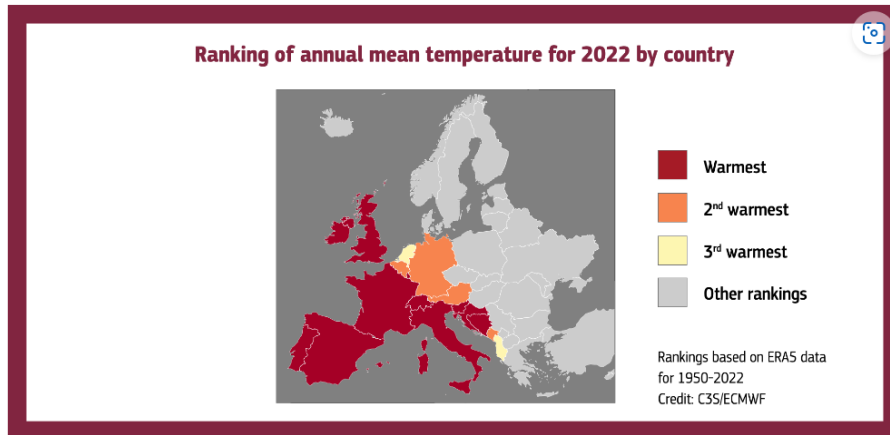 Ranking of annual mean temperature for 2022 by country
Warmest
2nd warmest
3rd warmest
Other rankings
Rankings based on ERA5 data
for 1950-2022
Credit: C3S/ECMWF